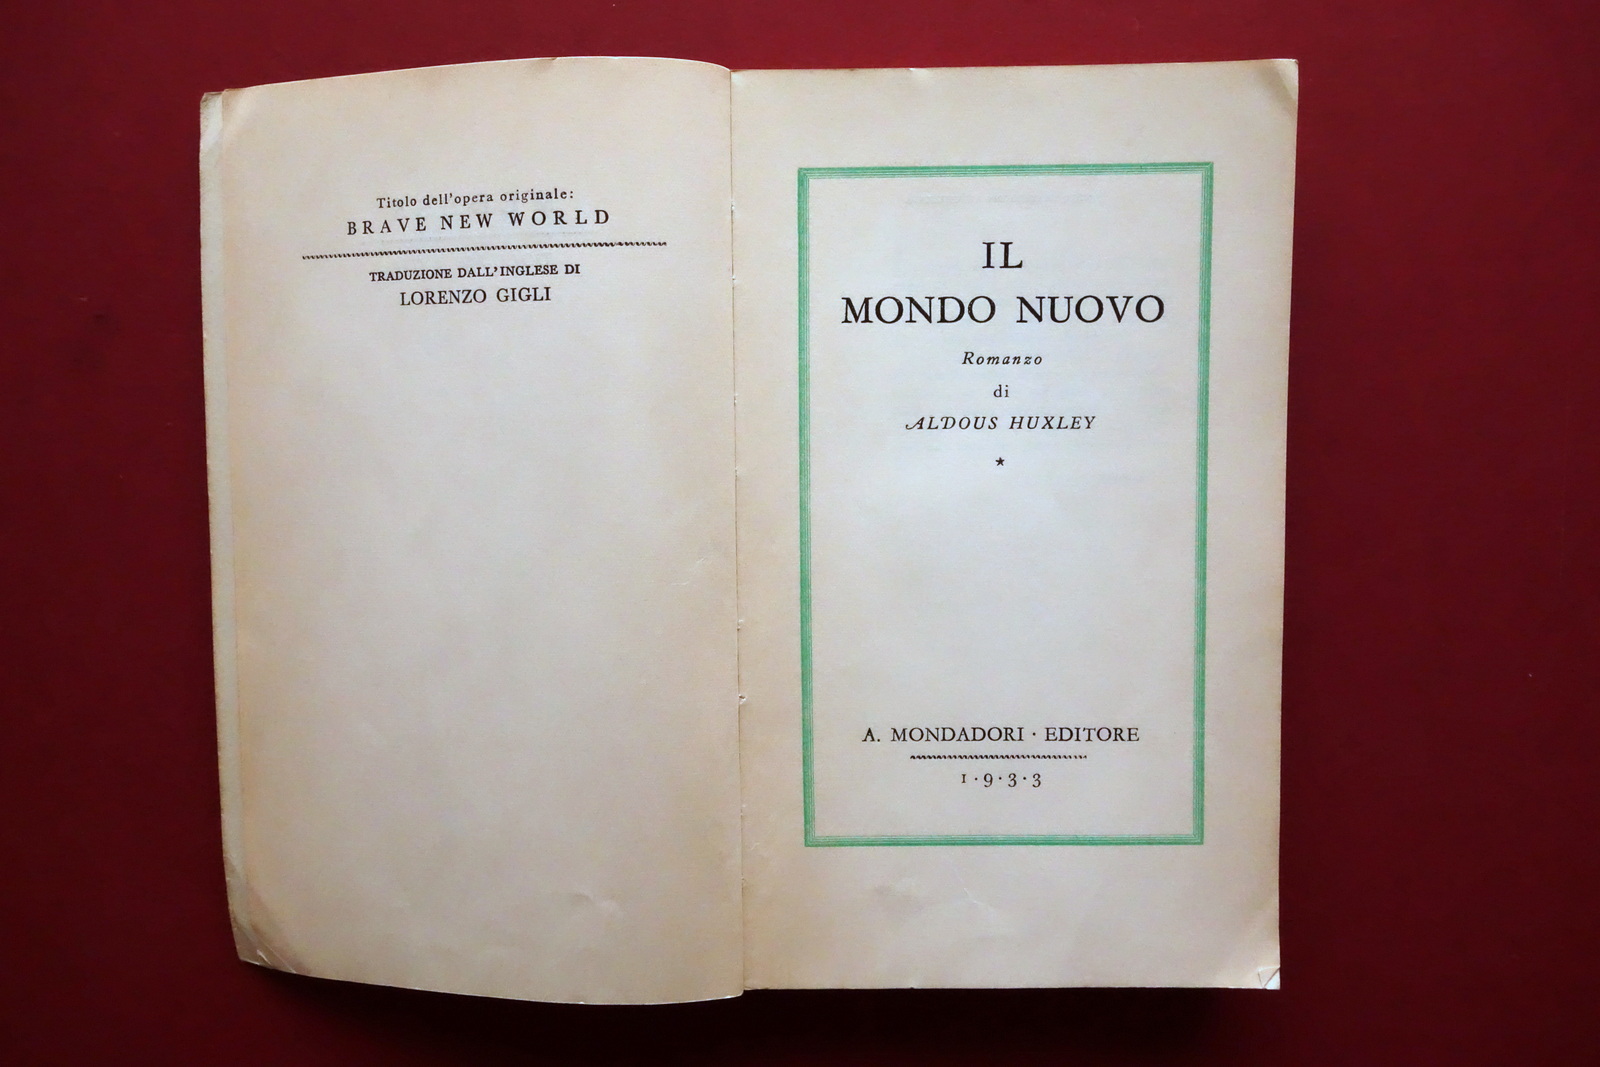 Titolo dell'opera originale:
BRAVE NEW WORLD
TRADUZIONE DALL'INGLESE DI
LORENZO GIGLI
IL
MONDO NUOVO
Romanzo
di
ALDOUS HUXLEY
★
A. MONDADORI · EDITORE
1·9·3·3